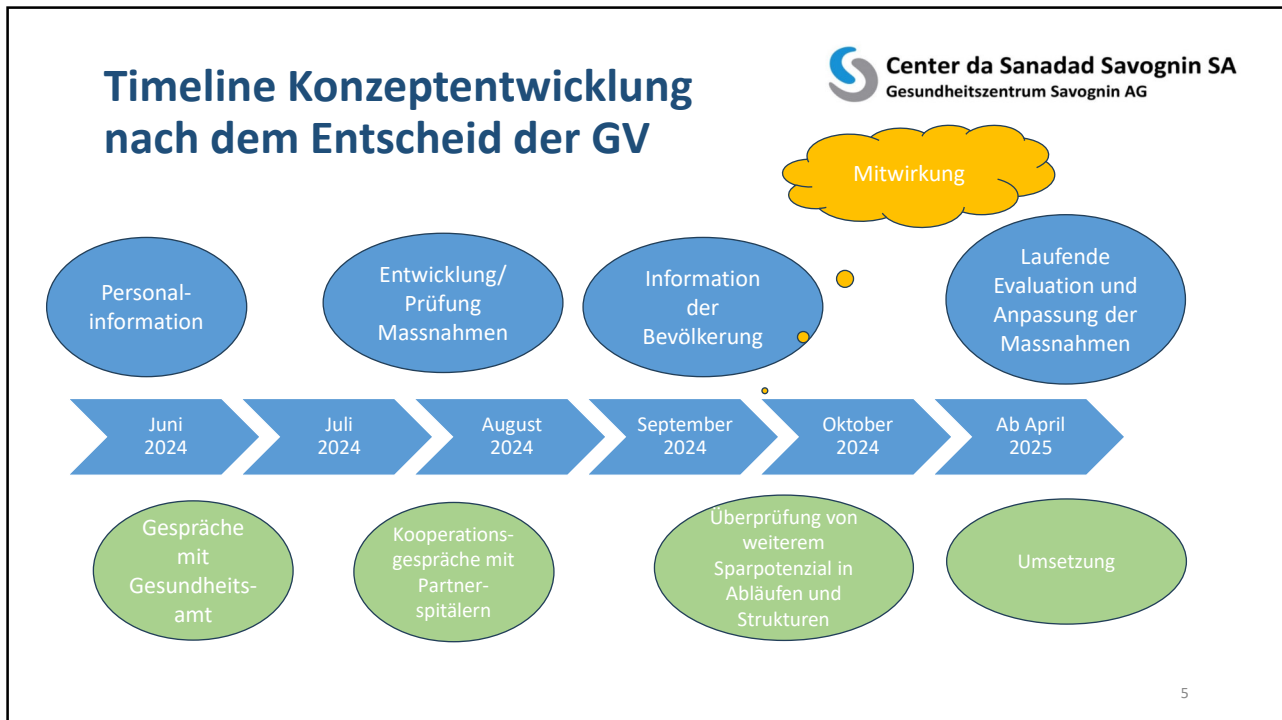 Timeline Konzeptentwicklung
nach dem Entscheid der GV
Center da Sanadad Savognin SA
Gesundheitszentrum Savognin AG
Mitwirkung
Personal-
information
Entwicklung/
Prüfung
Massnahmen
Information
der
Bevölkerung
Laufende
Evaluation und
Anpassung der
Massnahmen
Juni
2024
Juli
2024
August
2024
September
2024
Oktober
2024
Ab April
2025
Gespräche
mit
Gesundheits-
amt
Kooperations-
gespräche mit
Partner-
spitälern
Überprüfung von
weiterem
Sparpotenzial in
Abläufen und
Strukturen
Umsetzung
5